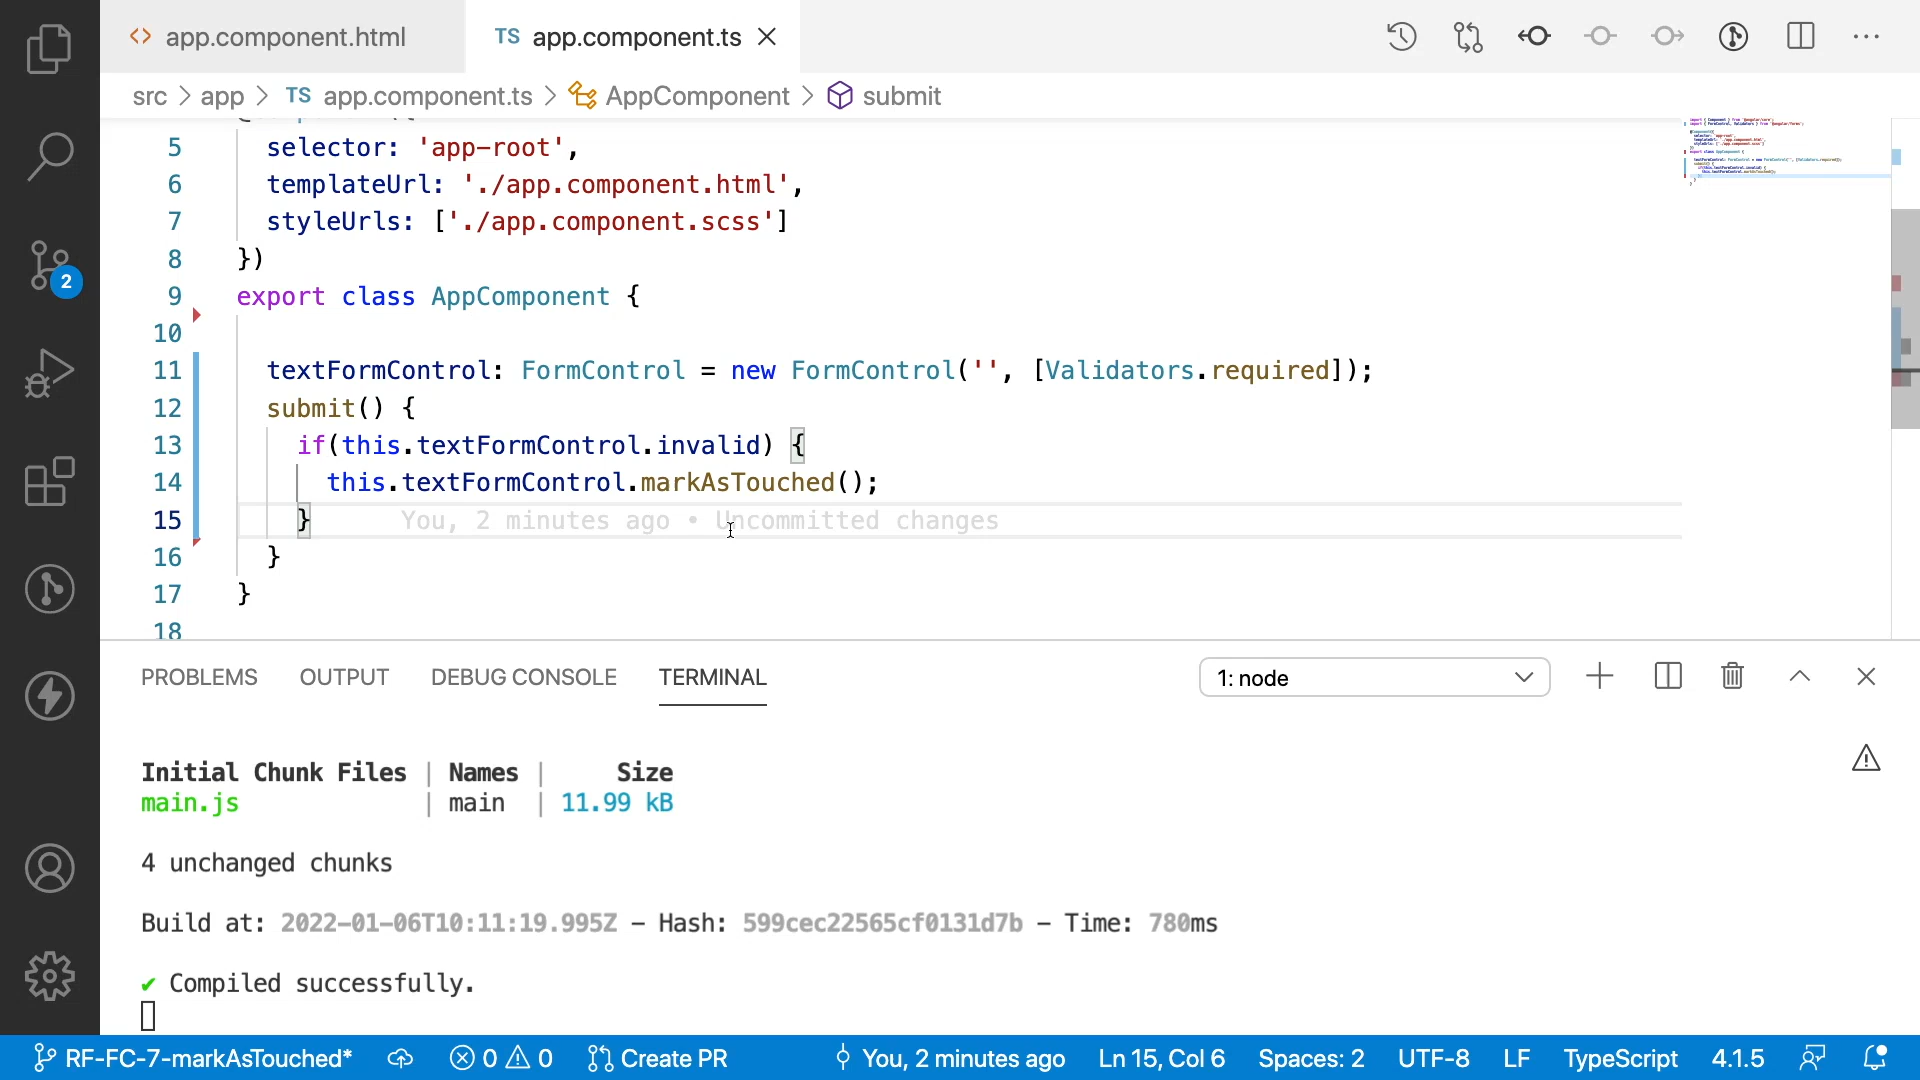 <> app.component.html
TS app.component.ts
src > app > TS app.component.ts > AppComponent > submit
5 selector: 'app-root',
6 templateUrl: './app.component.html',
7 styleUrls: ['./app.component.scss']
8 })
9 export class AppComponent {
10
11 textFormControl: FormControl = new FormControl('', [Validators.required]);
12 submit() {
13 if(this.textFormControl.invalid) {
14 this.textFormControl.markAsTouched();
15 } You, 2 minutes ago • Uncommitted changes
16 }
17 }
18
2
PROBLEMS OUTPUT DEBUG CONSOLE TERMINAL 1: node
Initial Chunk Files | Names | Size
main.js | main | 11.99 kB
4 unchanged chunks
Build at: 2022-01-06T10:11:19.995Z - Hash: 599cec22565cf0131d7b - Time: 780ms
✔ Compiled successfully.
RF-FC-7-markAsTouched* 0 0 Create PR You, 2 minutes ago Ln 15, Col 6 Spaces: 2 UTF-8 LF TypeScript 4.1.5